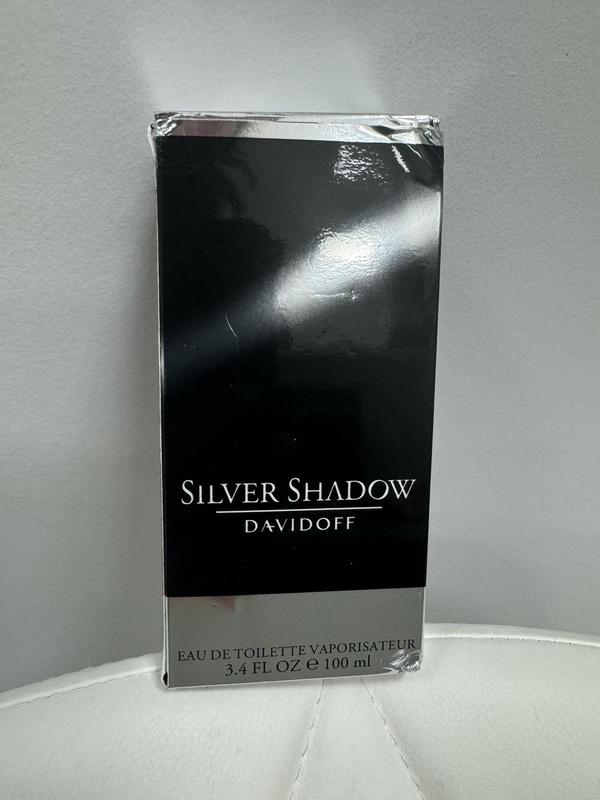 SILVER SHADOW
DAVIDOFF
EAU DE TOILETTE VAPORISATEUR
3.4 FL OZ ℮ 100 ml